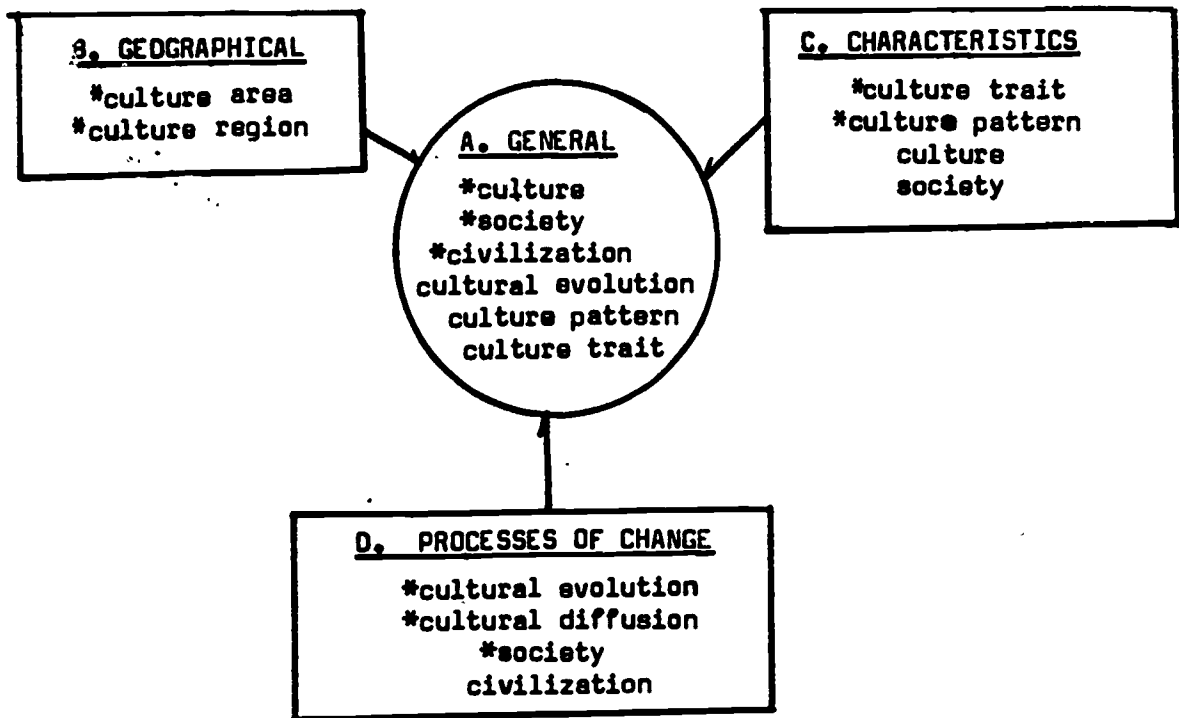 B. GEOGRAPHICAL
*culture area
*culture region
C. CHARACTERISTICS
*culture trait
*culture pattern
culture
society
A. GENERAL
*culture
*society
*civilization
cultural evolution
culture pattern
culture trait
D. PROCESSES OF CHANGE
*cultural evolution
*cultural diffusion
*society
civilization